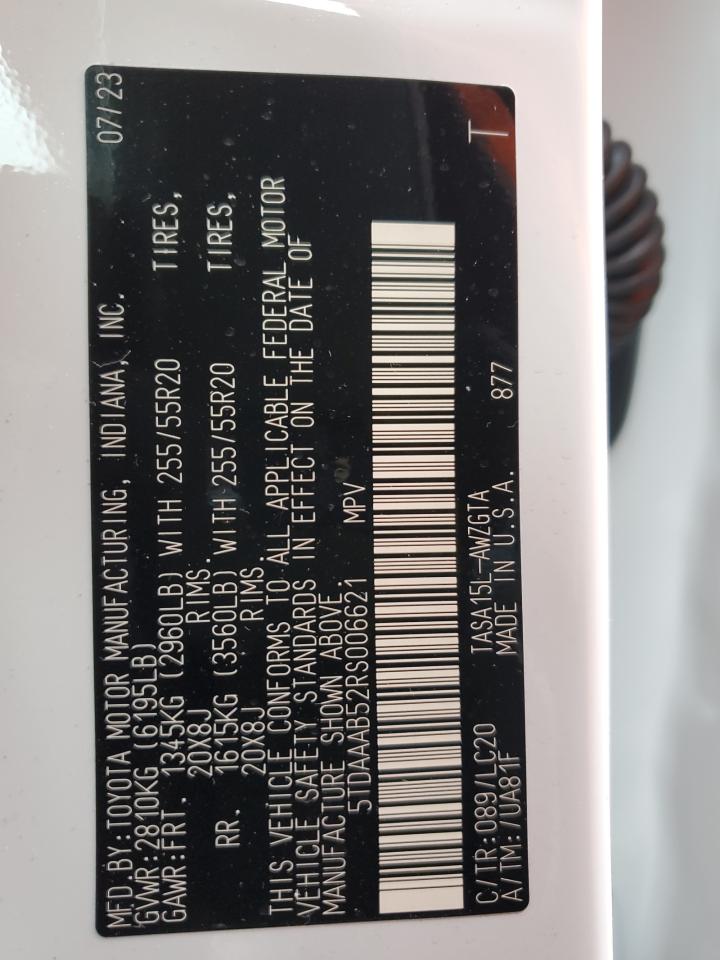 MFD.BY:TOYOTA MOTOR MANUFACTURING, INDIANA, INC. 07/23
GVWR:2810KG (6195LB)
GAWR:FRT. 1345KG (2960LB) WITH 255/55R20 TIRES,
20X8J RIMS.
RR. 1615KG (3560LB) WITH 255/55R20 TIRES,
20X8J RIMS.
THIS VEHICLE CONFORMS TO ALL APPLICABLE FEDERAL MOTOR
VEHICLE SAFETY STANDARDS IN EFFECT ON THE DATE OF
MANUFACTURE SHOWN ABOVE.
5TDAAAB52RS006621 MPV
C/TR:089/LC20 TASA15L-AWZGTA T
A/TM:/UA81F MADE IN U.S.A. 877